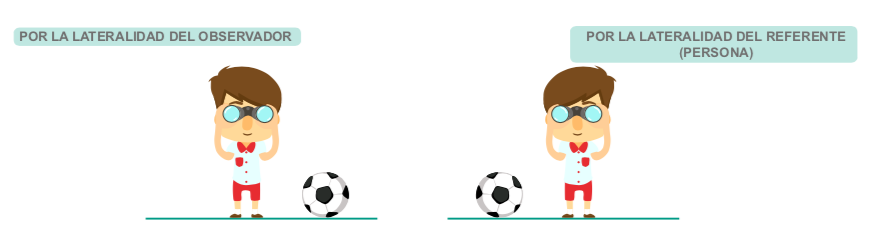 POR LA LATERALIDAD DEL OBSERVADOR
POR LA LATERALIDAD DEL REFERENTE
(PERSONA)